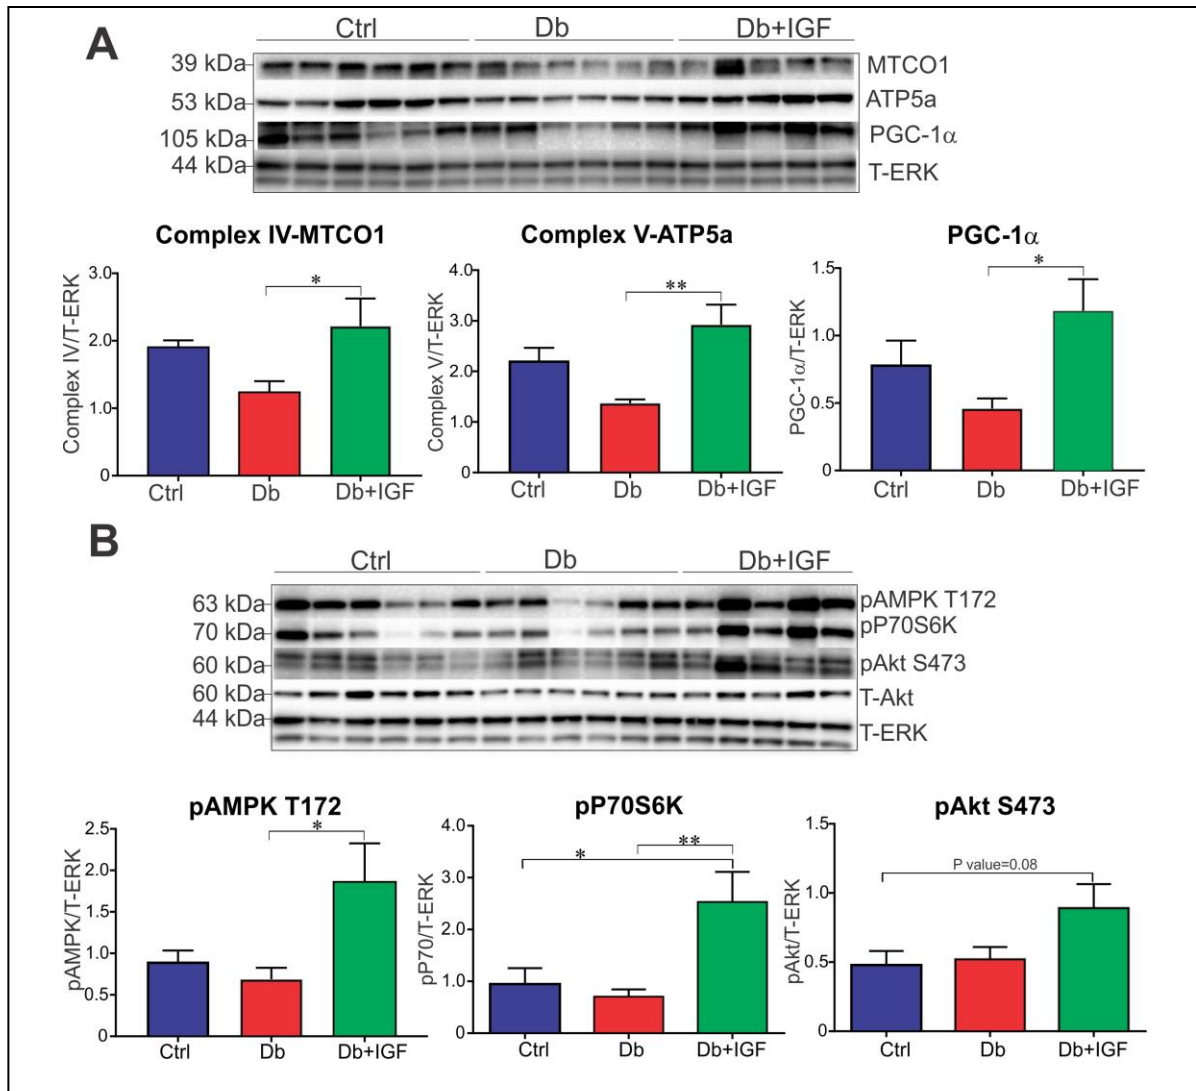 A
Ctrl Db Db+IGF
39 kDa MTCO1
53 kDa ATP5a
105 kDa PGC-1α
44 kDa T-ERK
Complex IV-MTCO1
Complex IV/T-ERK
3.0
2.0
1.0
0
*
Ctrl Db Db+IGF
Complex V-ATP5a
Complex V/T-ERK
4.0
3.0
2.0
1.0
0
**
Ctrl Db Db+IGF
PGC-1α
PGC-1α/T-ERK
1.5
1.0
0.5
0
*
Ctrl Db Db+IGF
B
Ctrl Db Db+IGF
63 kDa pAMPK T172
70 kDa pP70S6K
60 kDa pAkt S473
60 kDa T-Akt
44 kDa T-ERK
pAMPK T172
pAMPK/T-ERK
2.5
2.0
1.5
1.0
0.5
0
*
Ctrl Db Db+IGF
pP70S6K
pP70/T-ERK
4.0
3.0
2.0
1.0
0
* **
Ctrl Db Db+IGF
pAkt S473
pAkt/T-ERK
1.5
1.0
0.5
0
P value=0.08
Ctrl Db Db+IGF